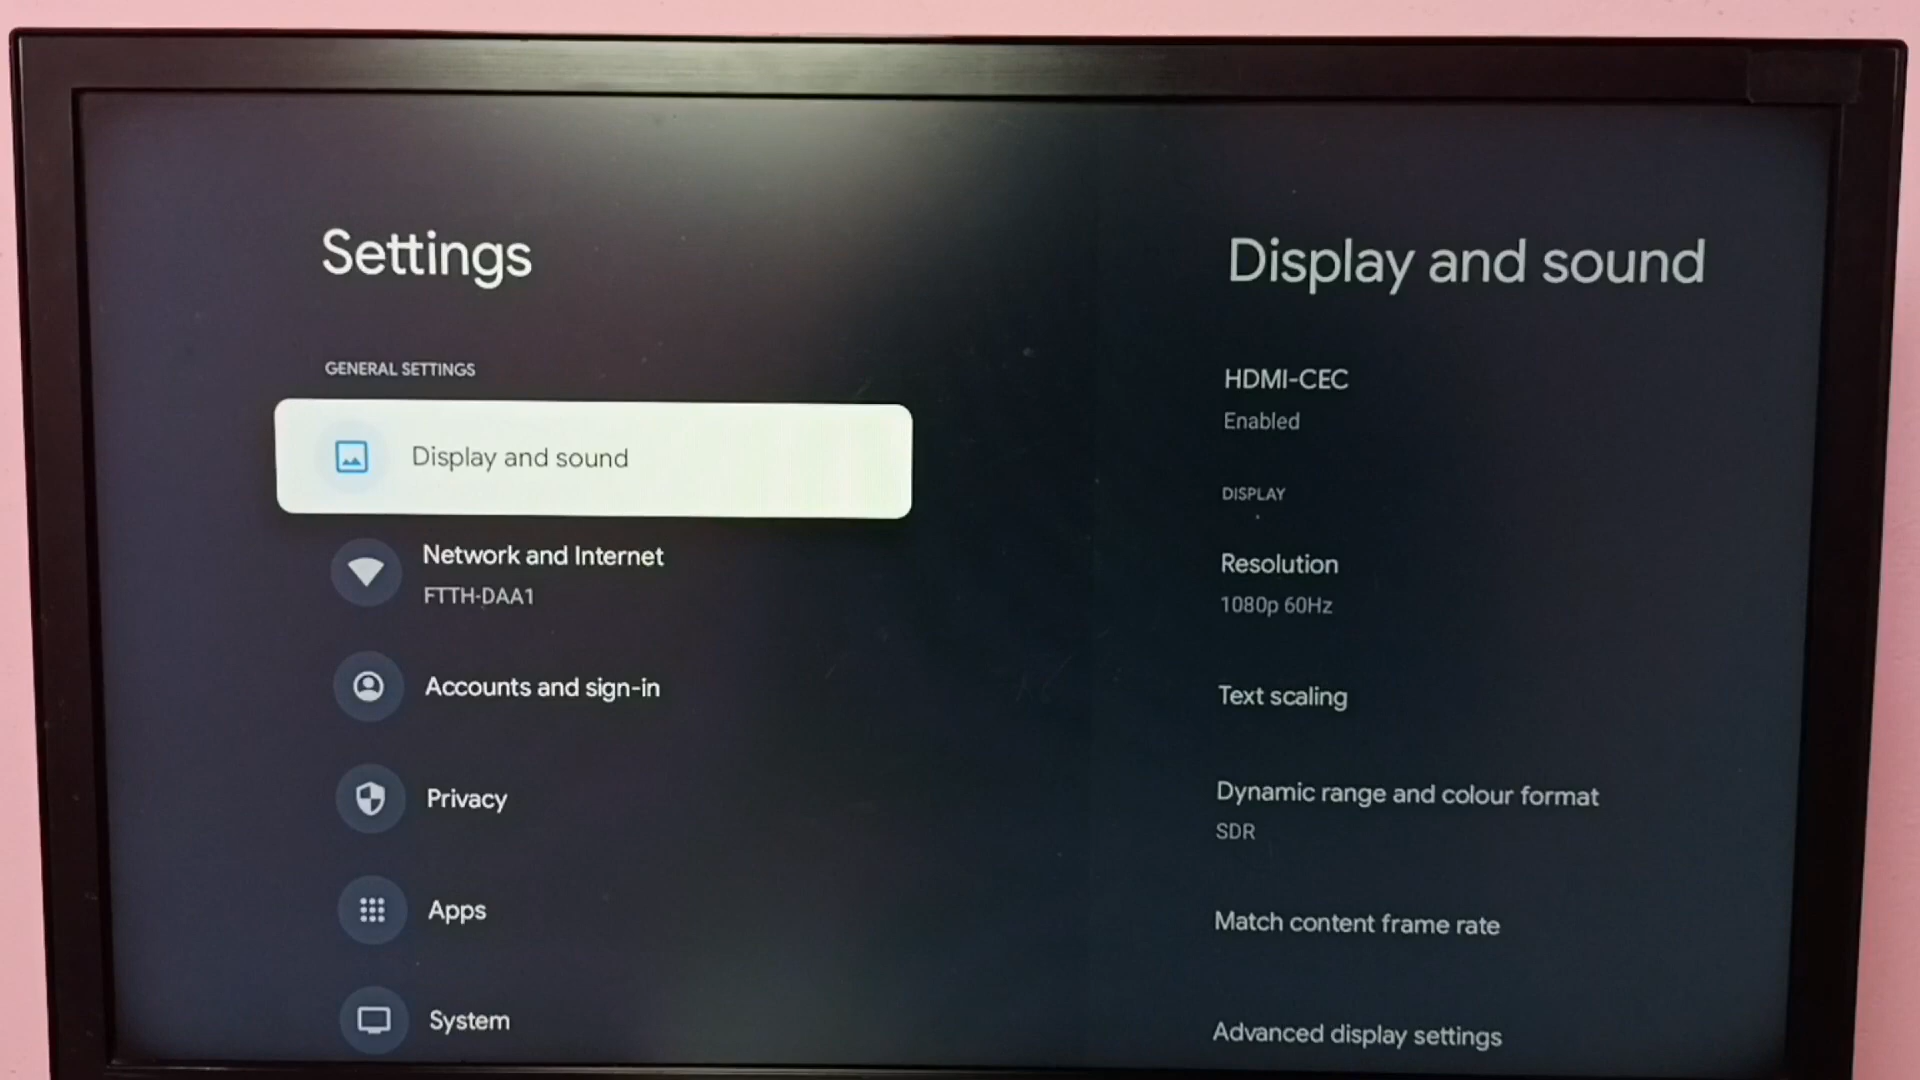 Settings
GENERAL SETTINGS
Display and sound
Network and Internet
FTTH-DAA1
Accounts and sign-in
Privacy
Apps
System
Display and sound
HDMI-CEC
Enabled
DISPLAY
Resolution
1080p 60Hz
Text scaling
Dynamic range and colour format
SDR
Match content frame rate
Advanced display settings